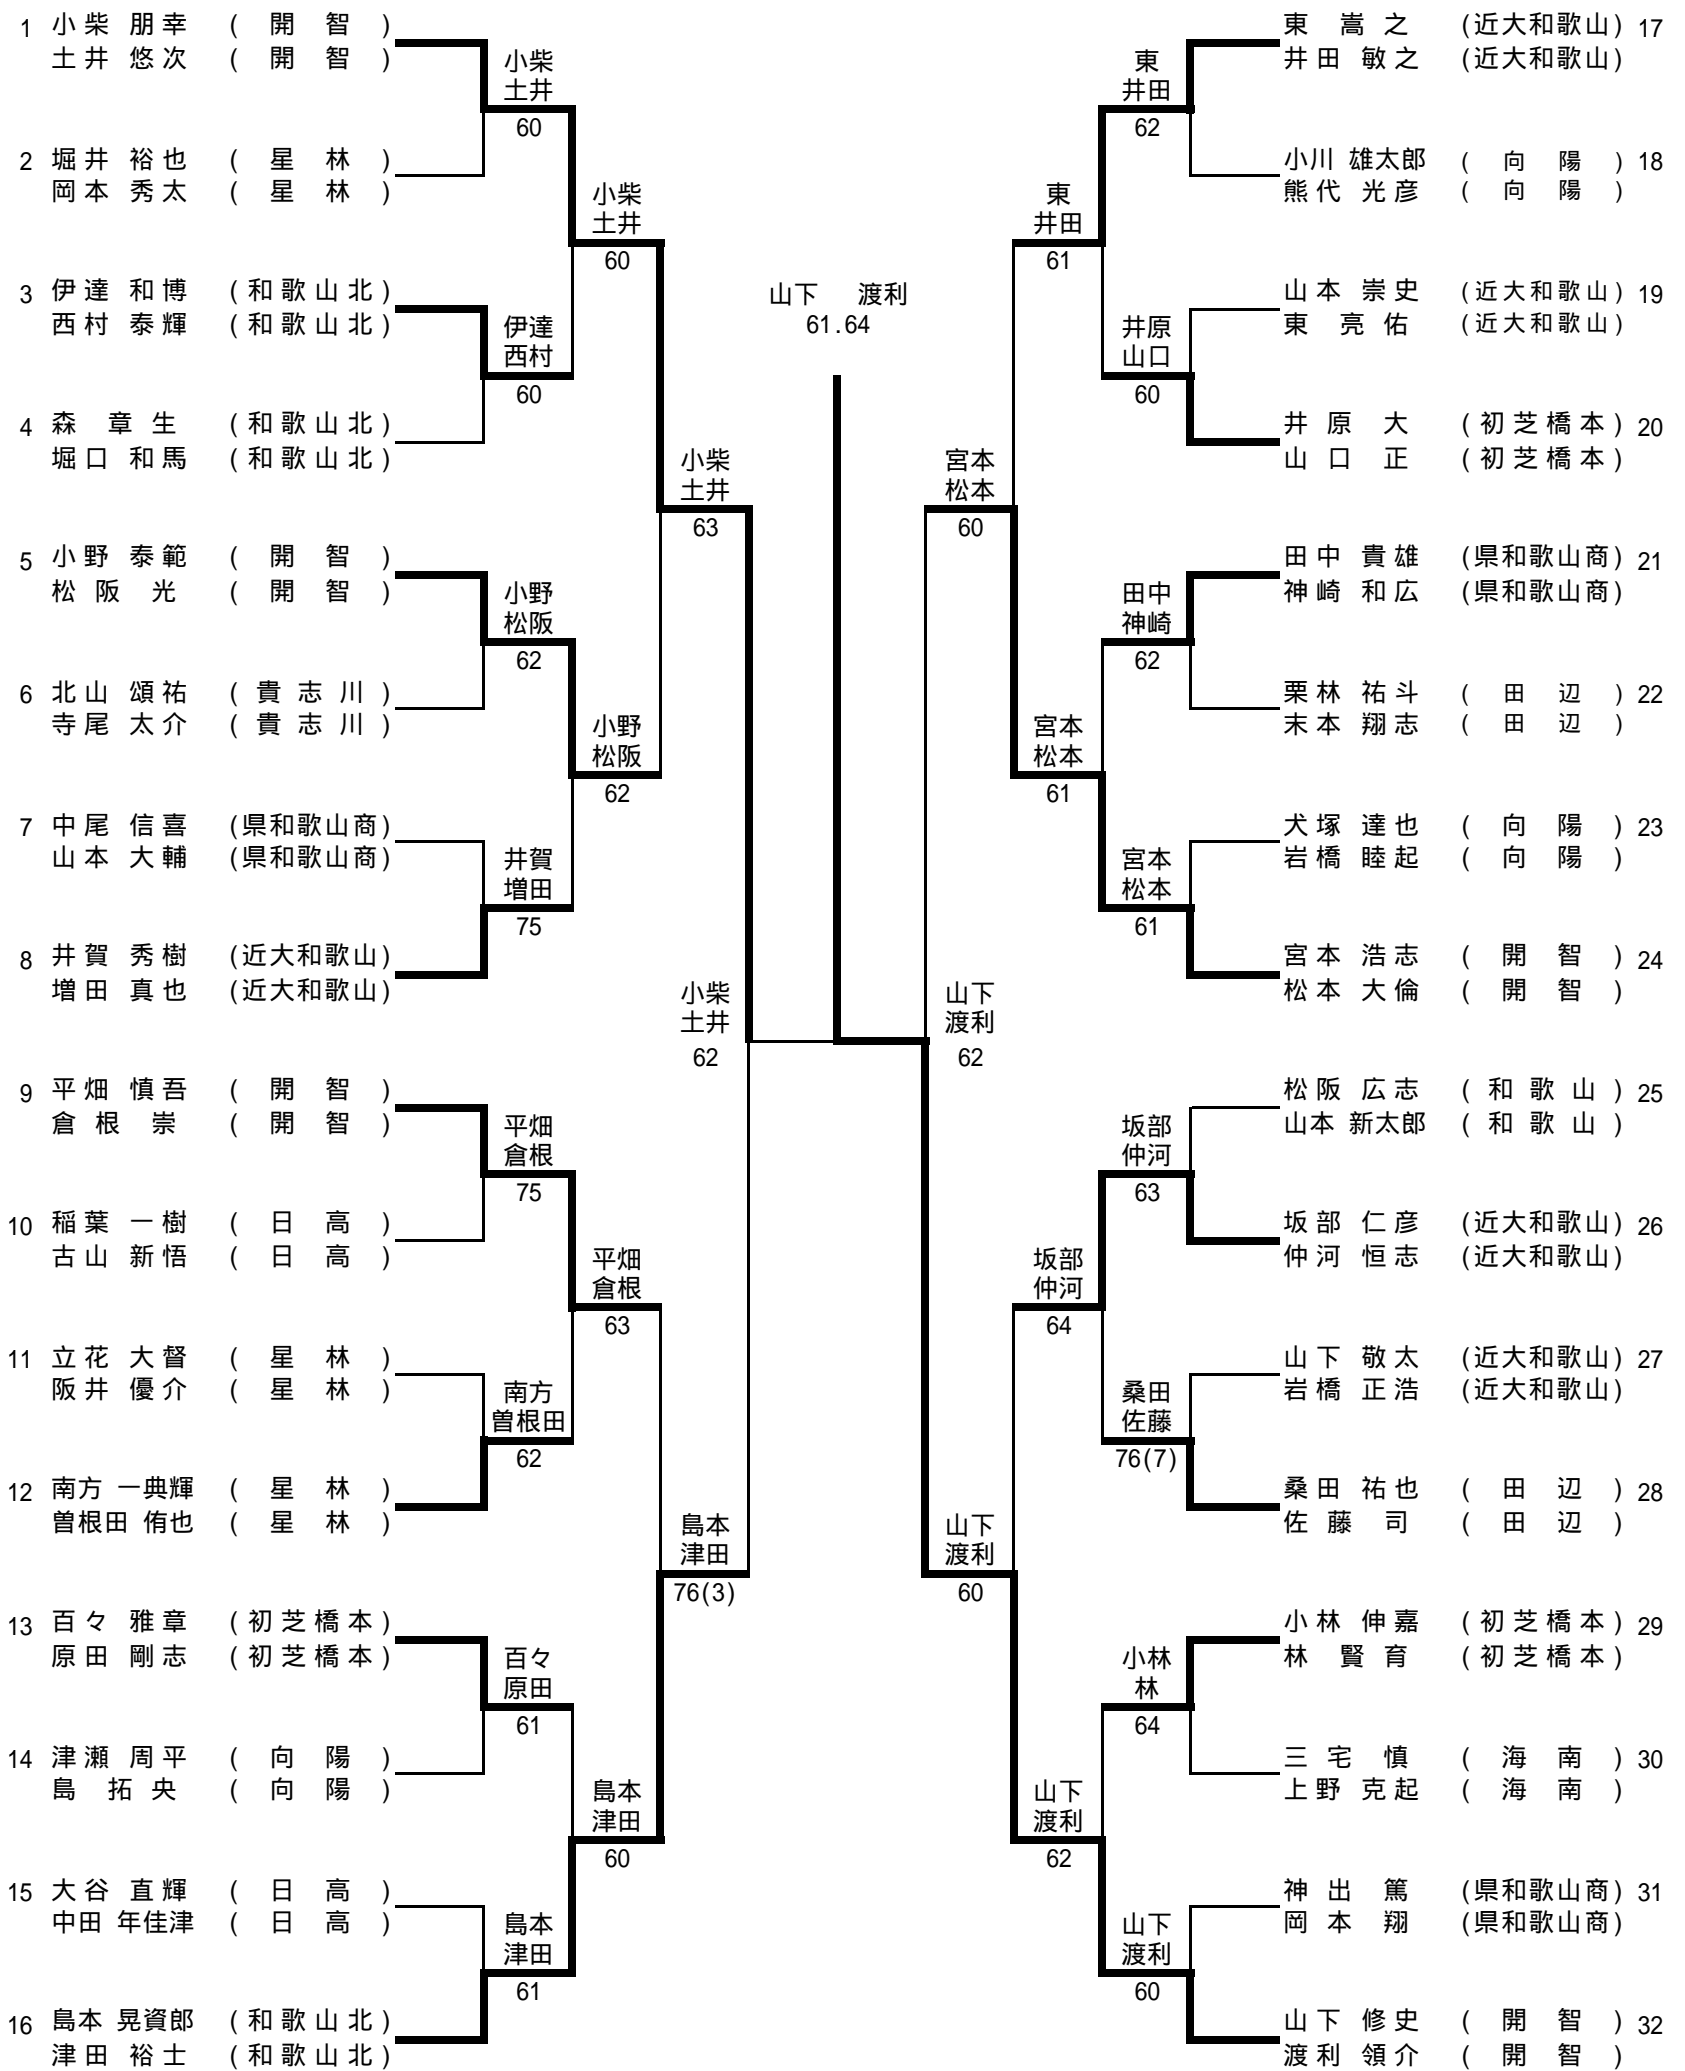 1 小柴 朋幸 (開智)
土井 悠次 (開智)
2 堀井 裕也 (星林)
岡本 秀太 (星林)
3 伊達 和博 (和歌山北)
西村 泰輝 (和歌山北)
4 森 章生 (和歌山北)
堀口 和馬 (和歌山北)
5 小野 泰範 (開智)
松阪 光 (開智)
6 北山 頌祐 (貴志川)
寺尾 太介 (貴志川)
7 中尾 信喜 (県和歌山商)
山本 大輔 (県和歌山商)
8 井賀 秀樹 (近大和歌山)
増田 真也 (近大和歌山)
9 平畑 慎吾 (開智)
倉根 崇 (開智)
10 稲葉 一樹 (日高)
古山 新悟 (日高)
11 立花 大督 (星林)
阪井 優介 (星林)
12 南方 一典輝 (星林)
曽根田 侑也 (星林)
13 百々 雅章 (初芝橋本)
原田 剛志 (初芝橋本)
14 津瀬 周平 (向陽)
島 拓央 (向陽)
15 大谷 直輝 (日高)
中田 年佳津 (日高)
16 島本 晃資郎 (和歌山北)
津田 裕士 (和歌山北)
小柴
土井
60
伊達
西村
60
小野
松阪
62
井賀
増田
75
平畑
倉根
75
南方
曽根田
62
百々
原田
61
島本
津田
61
小柴
土井
60
小野
松阪
62
平畑
倉根
63
島本
津田
60
小柴
土井
63
島本
津田
76(3)
小柴
土井
62
山下 渡利
61.64
山下
渡利
62
宮本
松本
60
山下
渡利
60
東
井田
61
宮本
松本
61
坂部
仲河
64
山下
渡利
62
東
井田
62
井原
山口
60
田中
神崎
62
宮本
松本
61
坂部
仲河
63
桑田
佐藤
76(7)
小林
林
64
山下
渡利
60
東 嵩之 (近大和歌山) 17
井田 敏之 (近大和歌山)
小川 雄太郎 (向陽) 18
熊代 光彦 (向陽)
山本 崇史 (近大和歌山) 19
東 亮佑 (近大和歌山)
井原 大 (初芝橋本) 20
山口 正 (初芝橋本)
田中 貴雄 (県和歌山商) 21
神崎 和広 (県和歌山商)
栗林 祐斗 (田辺) 22
末本 翔志 (田辺)
犬塚 達也 (向陽) 23
岩橋 睦起 (向陽)
宮本 浩志 (開智) 24
松本 大倫 (開智)
松阪 広志 (和歌山) 25
山本 新太郎 (和歌山)
坂部 仁彦 (近大和歌山) 26
仲河 恒志 (近大和歌山)
山下 敬太 (近大和歌山) 27
岩橋 正浩 (近大和歌山)
桑田 祐也 (田辺) 28
佐藤 司 (田辺)
小林 伸嘉 (初芝橋本) 29
林 賢育 (初芝橋本)
三宅 慎 (海南) 30
上野 克起 (海南)
神出 篤 (県和歌山商) 31
岡本 翔 (県和歌山商)
山下 修史 (開智) 32
渡利 領介 (開智)